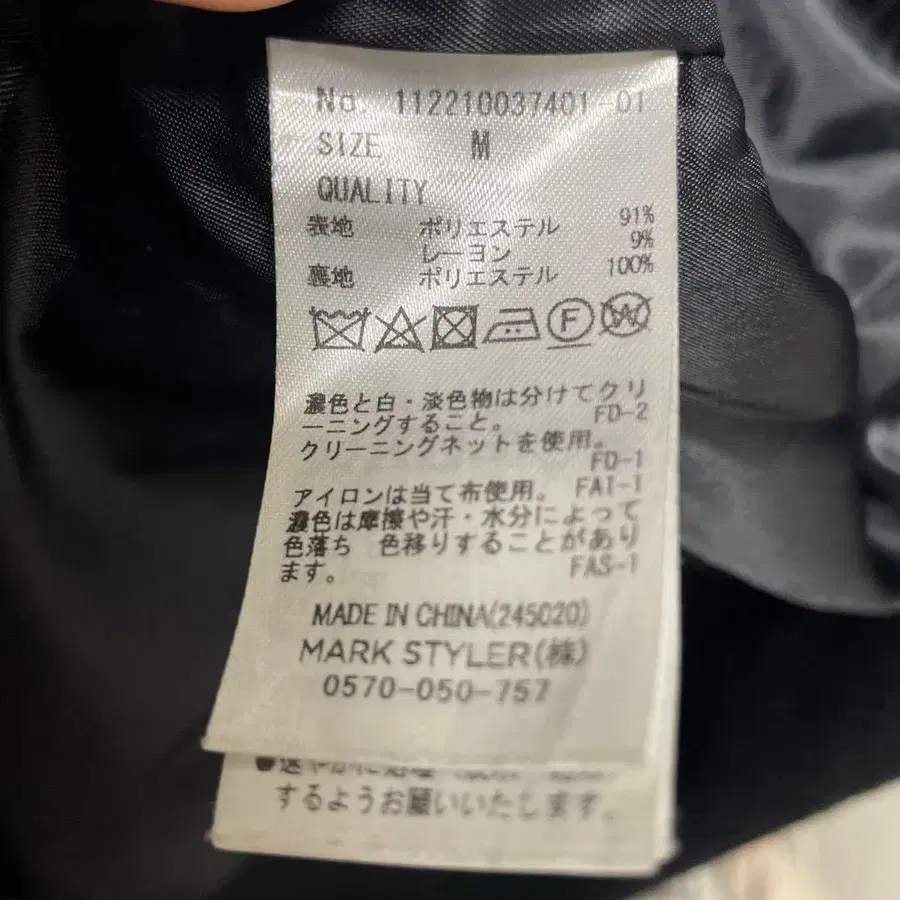 No. 112210037401-01
SIZE M
QUALITY
表地 ポリエステル 91%
レーヨン 9%
裏地 ポリエステル 100%
F W
濃色と白・淡色物は分けてクリ
ーニングすること。 FD-2
クリーニングネットを使用。
FD-1
アイロンは当て布使用。 FAI-1
濃色は摩擦や汗・水分によって
色落ち 色移りすることがあり
ます。 FAS-1
MADE IN CHINA(245020)
MARK STYLER(株)
0570-050-757
するようお願いいたします。